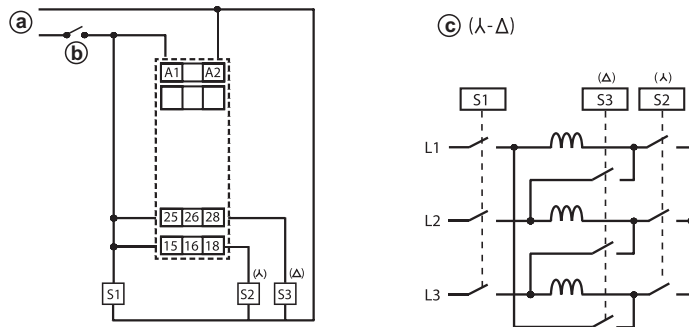 a
b
A1 A2
25 26 28
15 16 18
(⅄) (Δ)
S1 S2 S3
c (⅄-Δ)
(Δ) (⅄)
S1 S3 S2
L1
L2
L3